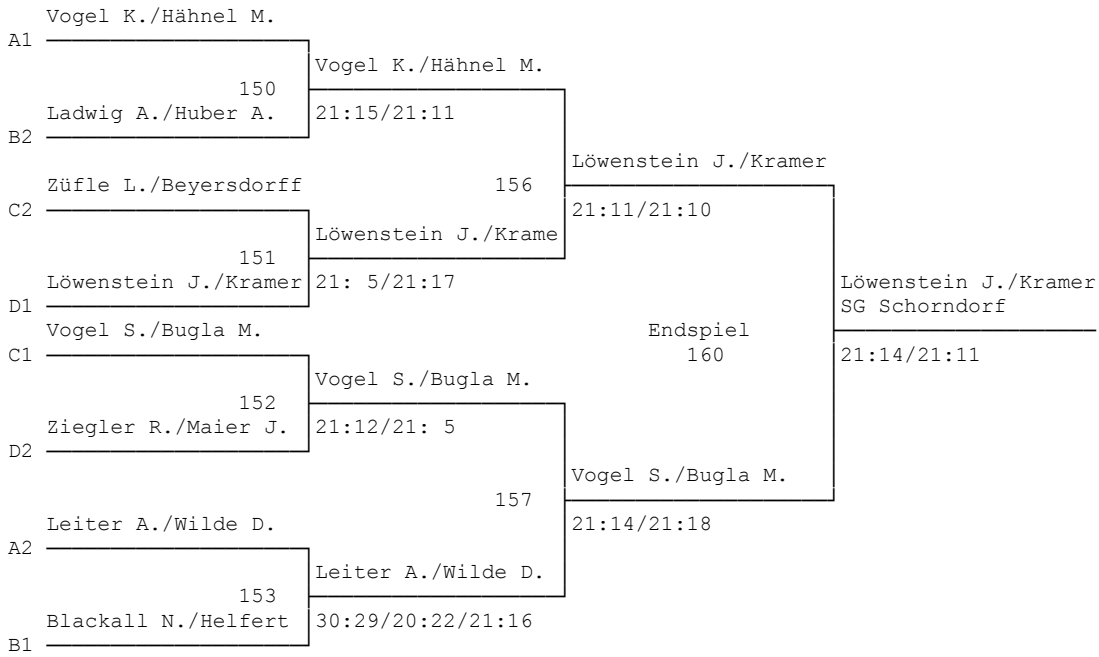 Vogel K./Hähnel M.
A1
Vogel K./Hähnel M.
150
Ladwig A./Huber A. 21:15/21:11
B2
Löwenstein J./Kramer
Züfle L./Beyersdorff 156
C2 21:11/21:10
Löwenstein J./Krame
151
Löwenstein J./Kramer 21: 5/21:17 Löwenstein J./Kramer
D1 SG Schorndorf
Vogel S./Bugla M. Endspiel
C1 160 21:14/21:11
Vogel S./Bugla M.
152
Ziegler R./Maier J. 21:12/21: 5
D2
Vogel S./Bugla M.
157
Leiter A./Wilde D. 21:14/21:18
A2
Leiter A./Wilde D.
153
Blackall N./Helfert 30:29/20:22/21:16
B1